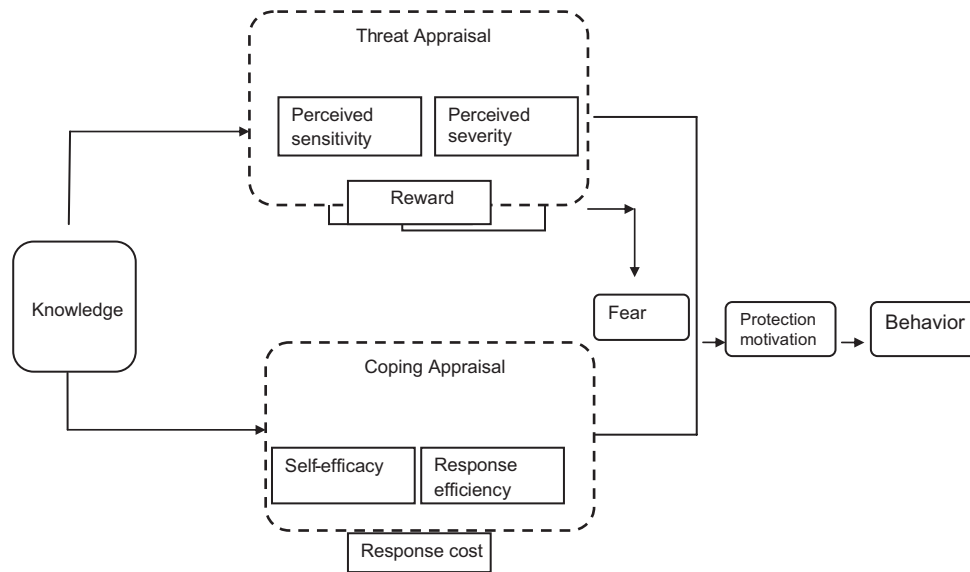 Threat Appraisal
Perceived
sensitivity
Perceived
severity
Reward
Knowledge
Fear
Protection
motivation
Behavior
Coping Appraisal
Self-efficacy
Response
efficiency
Response cost